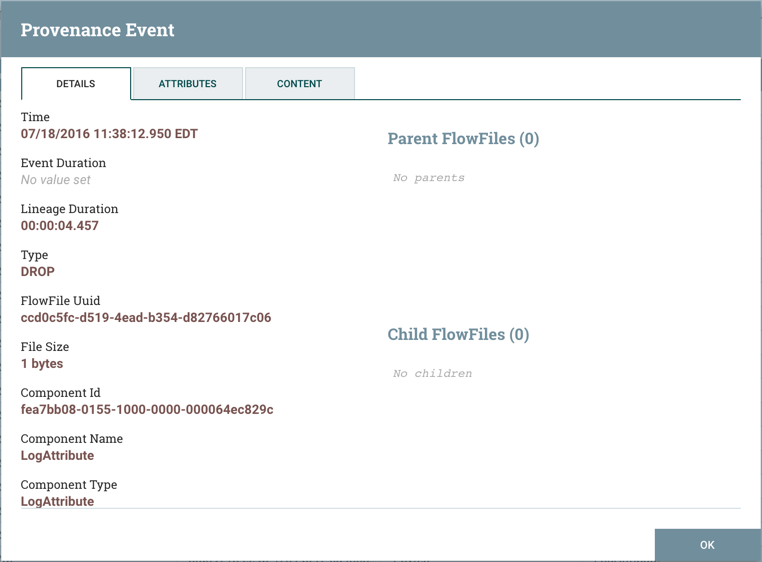 Provenance Event
DETAILS
ATTRIBUTES
CONTENT
Time
07/18/2016 11:38:12.950 EDT
Event Duration
No value set
Lineage Duration
00:00:04.457
Type
DROP
FlowFile Uuid
ccd0c5fc-d519-4ead-b354-d82766017c06
File Size
1 bytes
Component Id
fea7bb08-0155-1000-0000-000064ec829c
Component Name
LogAttribute
Component Type
LogAttribute
Parent FlowFiles (0)
No parents
Child FlowFiles (0)
No children
OK